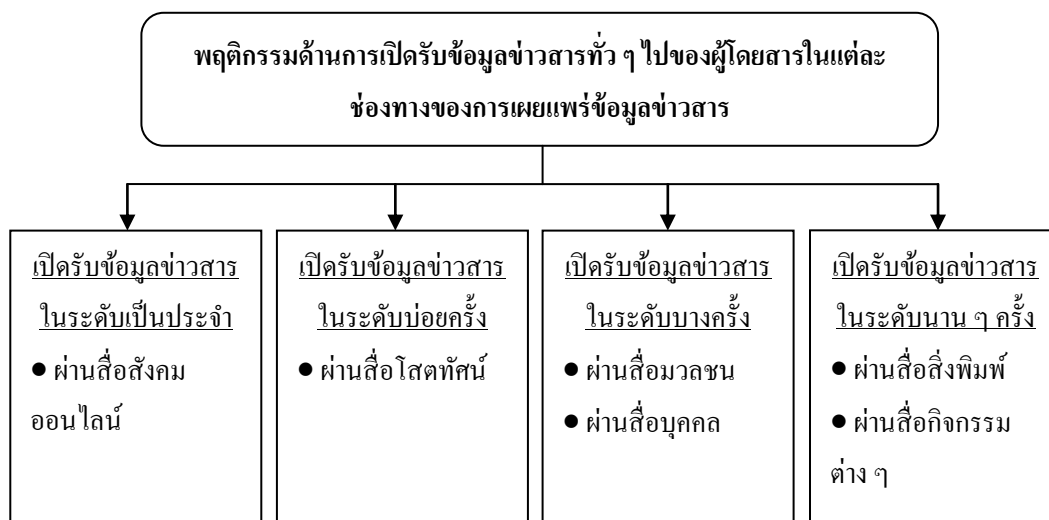 พฤติกรรมด้านการเปิดรับข้อมูลข่าวสารทั่ว ๆ ไปของผู้โดยสารในแต่ละ
ช่องทางของการเผยแพร่ข้อมูลข่าวสาร
เปิดรับข้อมูลข่าวสาร
ในระดับเป็นประจำ
● ผ่านสื่อสังคม
ออนไลน์
เปิดรับข้อมูลข่าวสาร
ในระดับบ่อยครั้ง
● ผ่านสื่อโสตทัศน์
เปิดรับข้อมูลข่าวสาร
ในระดับบางครั้ง
● ผ่านสื่อมวลชน
● ผ่านสื่อบุคคล
เปิดรับข้อมูลข่าวสาร
ในระดับนาน ๆ ครั้ง
● ผ่านสื่อสิ่งพิมพ์
● ผ่านสื่อกิจกรรม
ต่าง ๆ